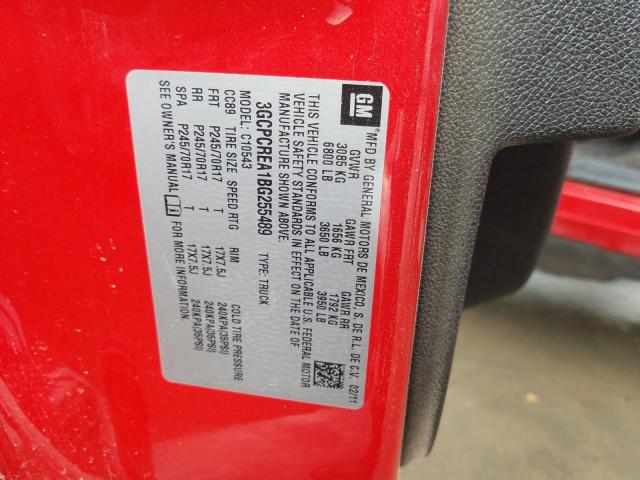 GM
MFD BY GENERAL MOTORS DE MEXICO, S. DE R.L. DE C.V. 02/11
GVWR GAWR FRT GAWR RR
3085 KG 1656 KG 1792 KG
6800 LB 3650 LB 3950 LB
THIS VEHICLE CONFORMS TO ALL APPLICABLE U.S. FEDERAL MOTOR
VEHICLE SAFETY STANDARDS IN EFFECT ON THE DATE OF
MANUFACTURE SHOWN ABOVE.
3GCPCREA1BG255489 TYPE: TRUCK
MODEL: C10543
CC89 TIRE SIZE SPEED RTG RIM COLD TIRE PRESSURE
FRT P245/70R17 T 17X7.5J 240KPA(35PSI)
RR P245/70R17 T 17X7.5J 240KPA(35PSI)
SPA P245/70R17 T 17X7.5J 240KPA(35PSI)
SEE OWNER'S MANUAL FOR MORE INFORMATION.